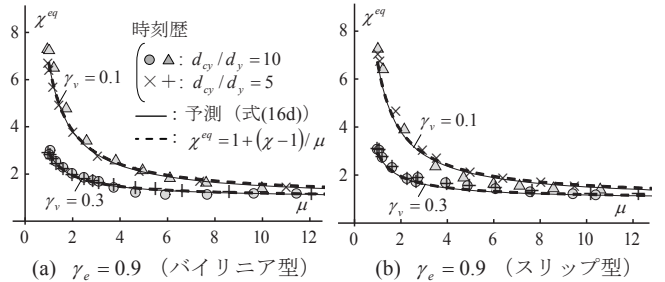 χ^eq
8
6
4
2
0
0 2 4 6 8 10 12
μ
時刻歴
○ △ : d_cy / d_y = 10
× + : d_cy / d_y = 5
— : 予測 (式(16d)
--- : χ^eq = 1 + (χ − 1)/μ
γ_v = 0.1
γ_v = 0.3
(a) γ_e = 0.9 (バイリニア型)
χ^eq
8
6
4
2
0
0 2 4 6 8 10 12
μ
γ_v = 0.1
γ_v = 0.3
(b) γ_e = 0.9 (スリップ型)